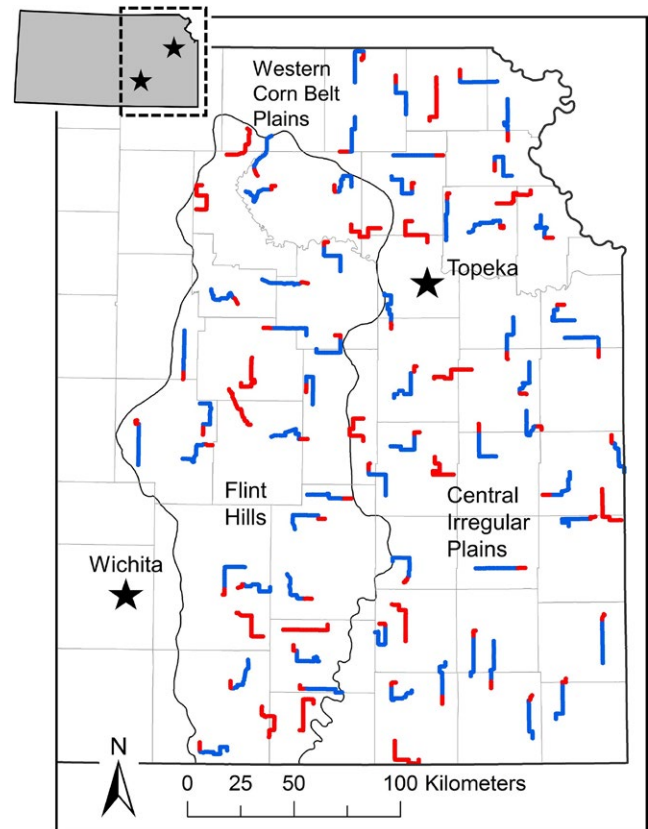 Western
Corn Belt
Plains
Topeka
Flint
Hills
Central
Irregular
Plains
Wichita
N
0 25 50 100 Kilometers